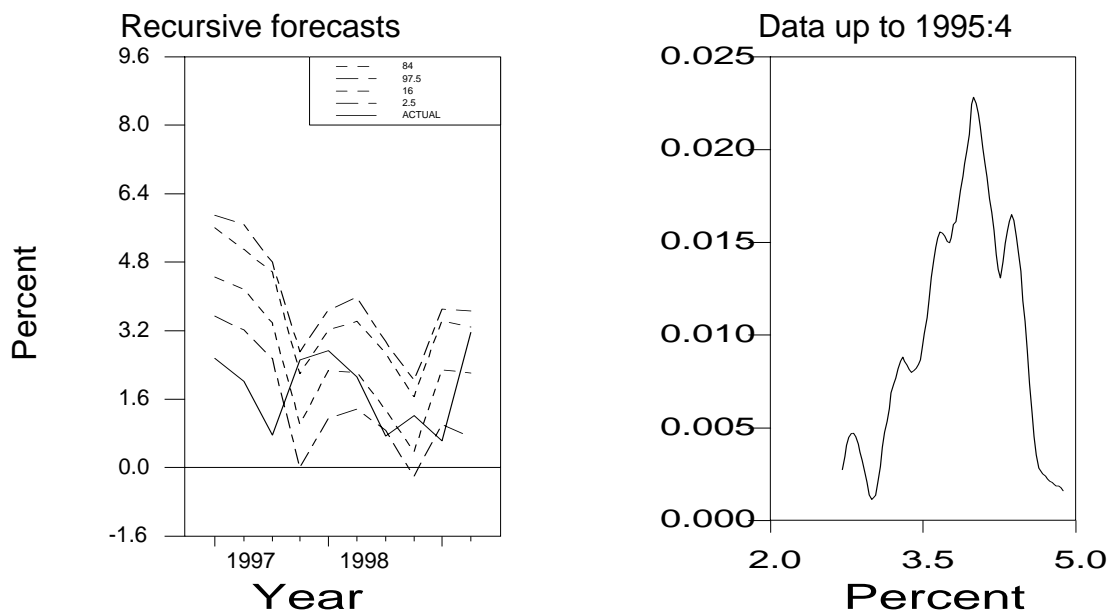 Recursive forecasts
9.6
8.0
6.4
4.8
3.2
1.6
0.0
-1.6
Percent
84
97.5
16
2.5
ACTUAL
1997 1998
Year
Data up to 1995:4
0.025
0.020
0.015
0.010
0.005
0.000
2.0 3.5 5.0
Percent